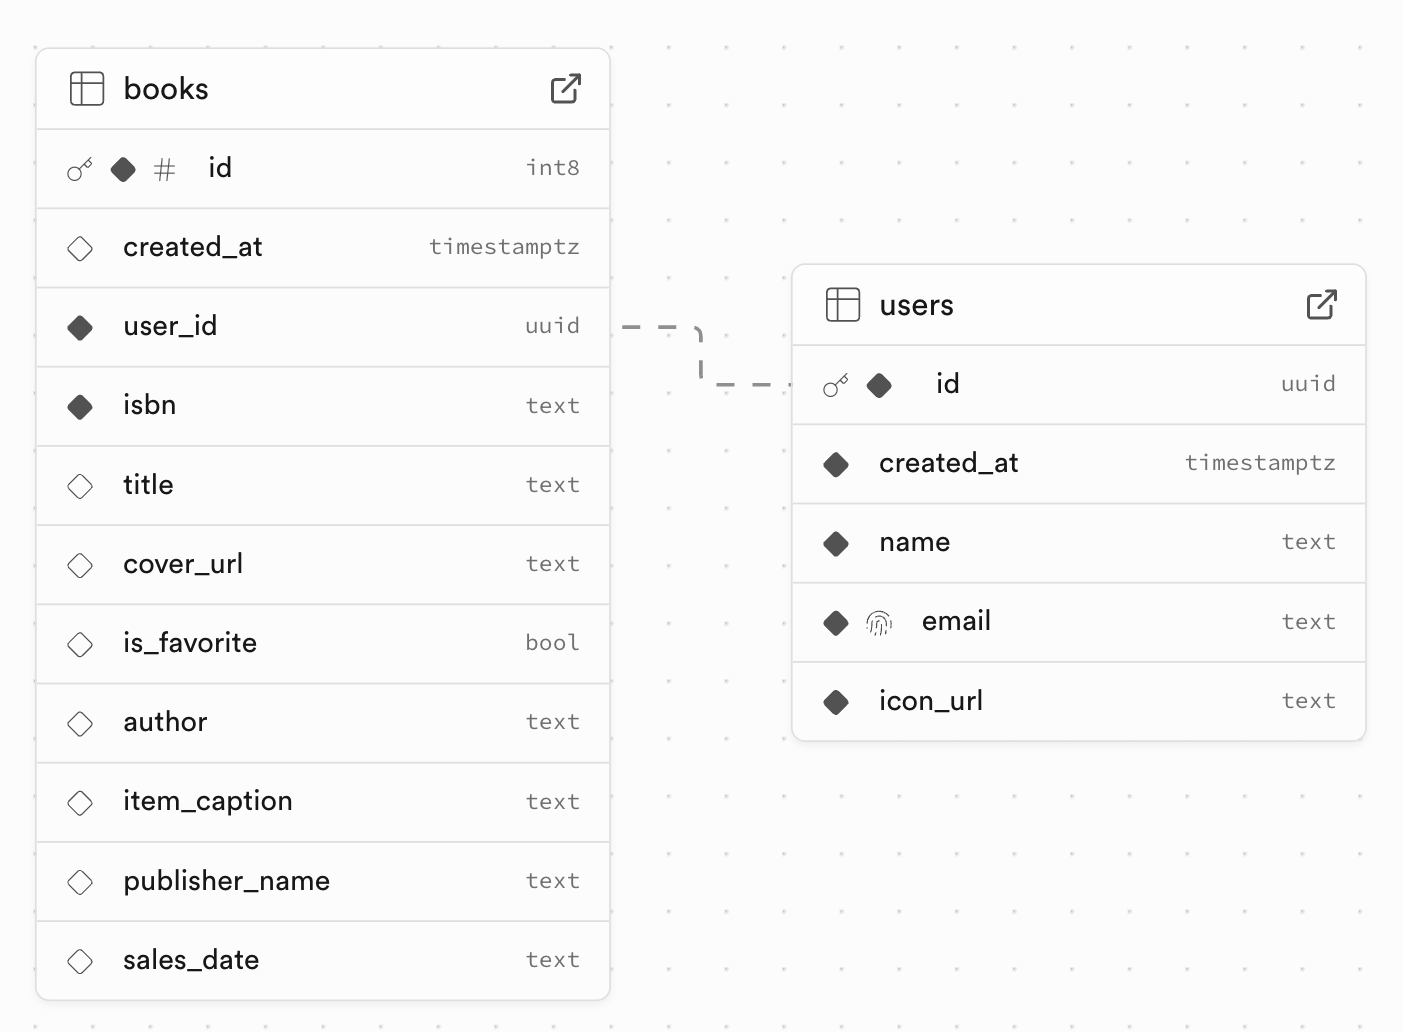 books
id int8
created_at timestamptz
user_id uuid
isbn text
title text
cover_url text
is_favorite bool
author text
item_caption text
publisher_name text
sales_date text
users
id uuid
created_at timestamptz
name text
email text
icon_url text